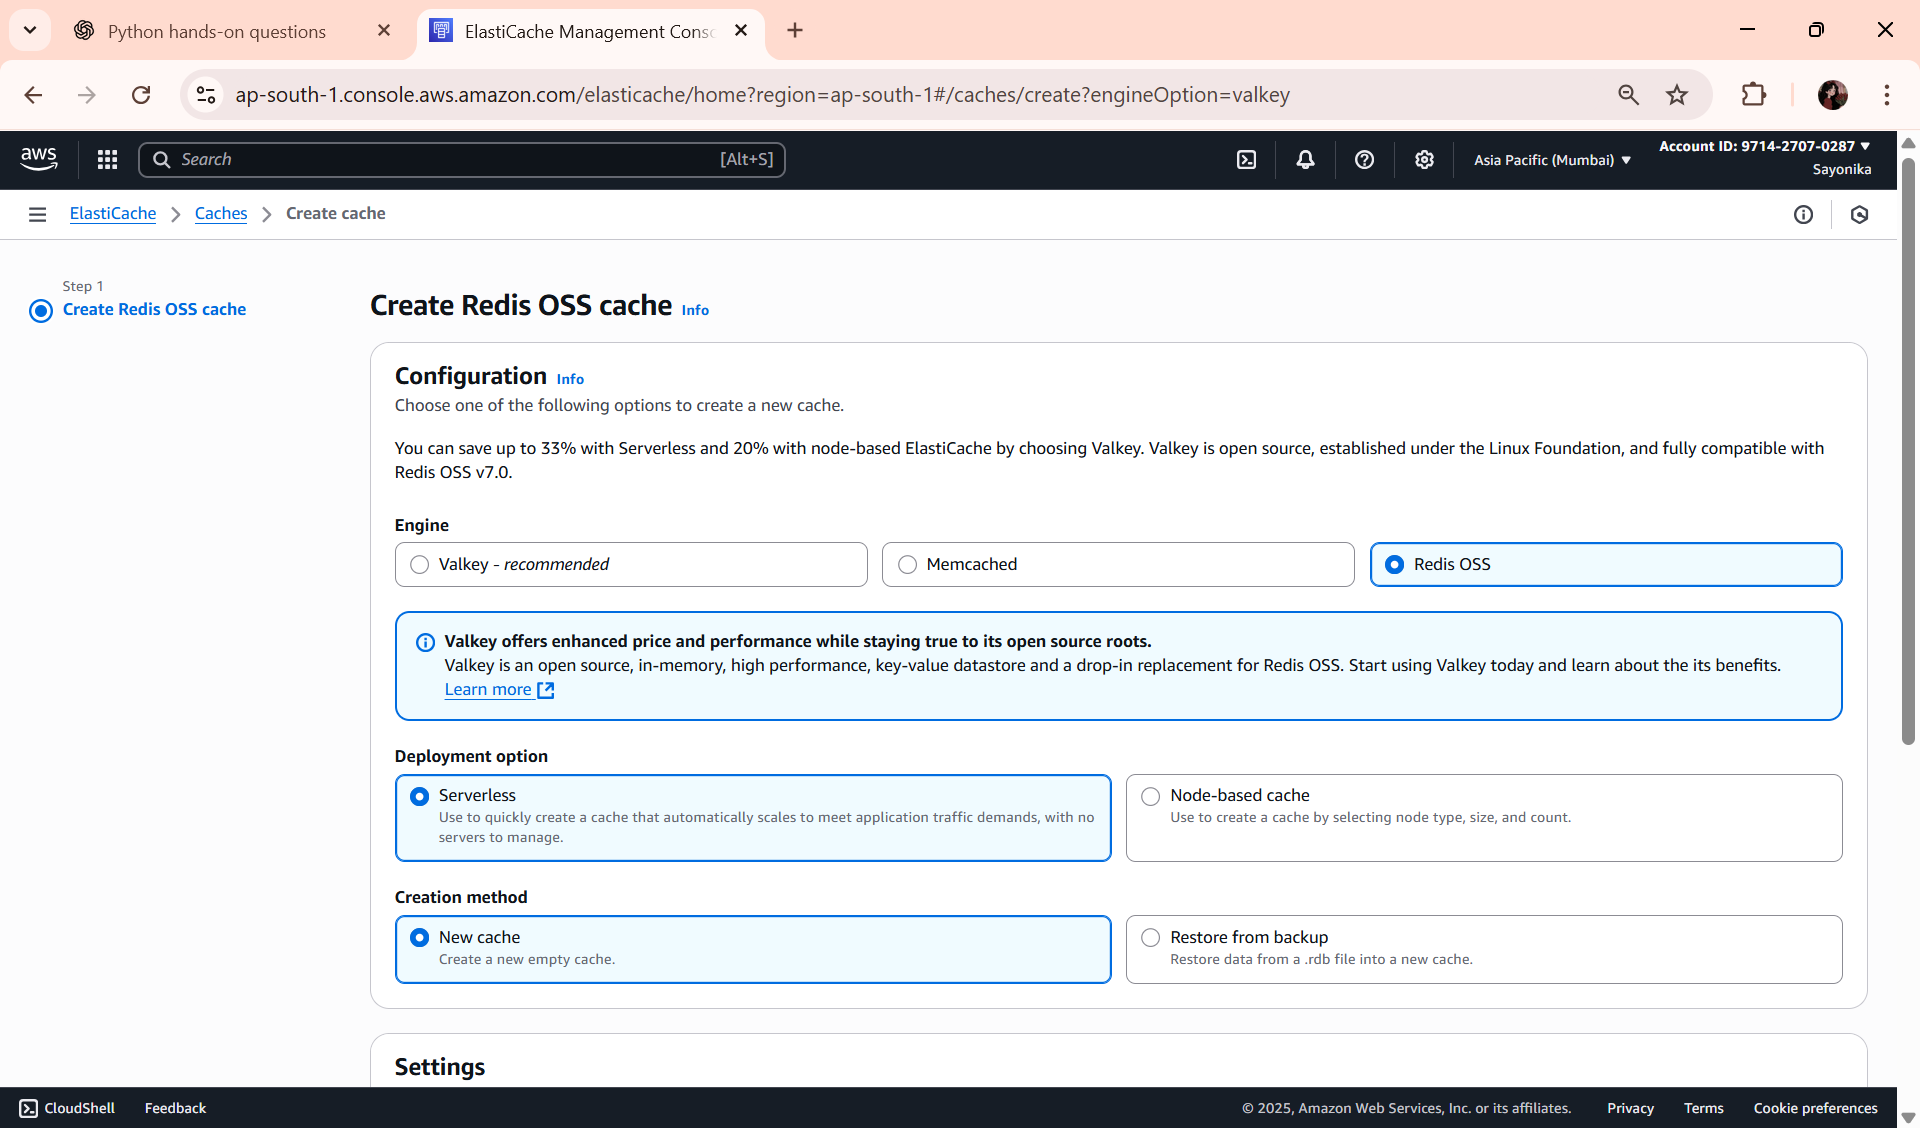 Python hands-on questions
ElastiCache Management Conso
ap-south-1.console.aws.amazon.com/elasticache/home?region=ap-south-1#/caches/create?engineOption=valkey
aws
Search
[Alt+S]
Asia Pacific (Mumbai)
Account ID: 9714-2707-0287
Sayonika
ElastiCache
Caches
Create cache
Step 1
Create Redis OSS cache
Create Redis OSS cache Info
Configuration Info
Choose one of the following options to create a new cache.
You can save up to 33% with Serverless and 20% with node-based ElastiCache by choosing Valkey. Valkey is open source, established under the Linux Foundation, and fully compatible with
Redis OSS v7.0.
Engine
Valkey - recommended
Memcached
Redis OSS
Valkey offers enhanced price and performance while staying true to its open source roots.
Valkey is an open source, in-memory, high performance, key-value datastore and a drop-in replacement for Redis OSS. Start using Valkey today and learn about the its benefits.
Learn more
Deployment option
Serverless
Use to quickly create a cache that automatically scales to meet application traffic demands, with no
servers to manage.
Node-based cache
Use to create a cache by selecting node type, size, and count.
Creation method
New cache
Create a new empty cache.
Restore from backup
Restore data from a .rdb file into a new cache.
Settings
CloudShell
Feedback
© 2025, Amazon Web Services, Inc. or its affiliates.
Privacy
Terms
Cookie preferences